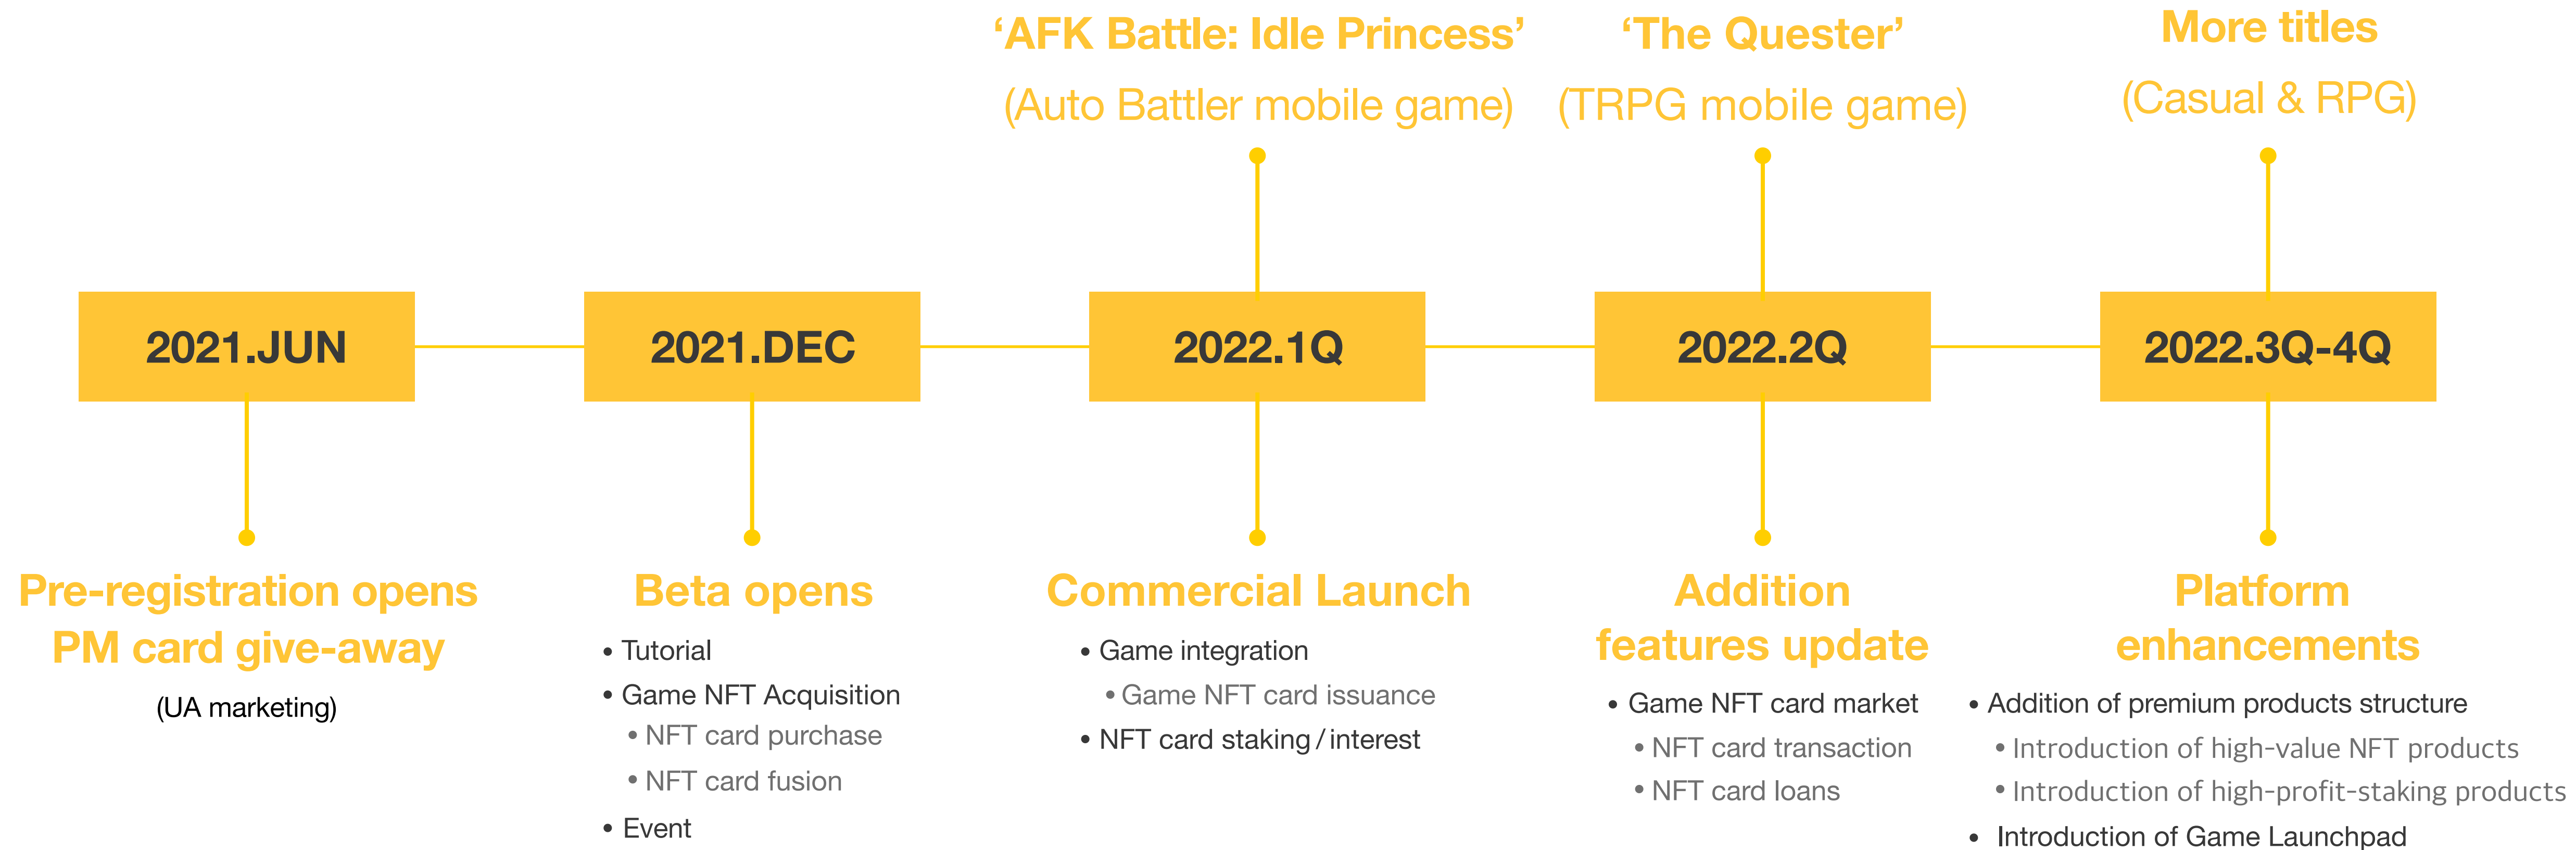 ‘AFK Battle: Idle Princess’
(Auto Battler mobile game)
‘The Quester’
(TRPG mobile game)
More titles
(Casual & RPG)
2021.JUN
2021.DEC
2022.1Q
2022.2Q
2022.3Q-4Q
Pre-registration opens
PM card give-away
(UA marketing)
Beta opens
• Tutorial
• Game NFT Acquisition
• NFT card purchase
• NFT card fusion
• Event
Commercial Launch
• Game integration
• Game NFT card issuance
• NFT card staking / interest
Addition
features update
• Game NFT card market
• NFT card transaction
• NFT card loans
Platform
enhancements
• Addition of premium products structure
• Introduction of high-value NFT products
• Introduction of high-profit-staking products
• Introduction of Game Launchpad